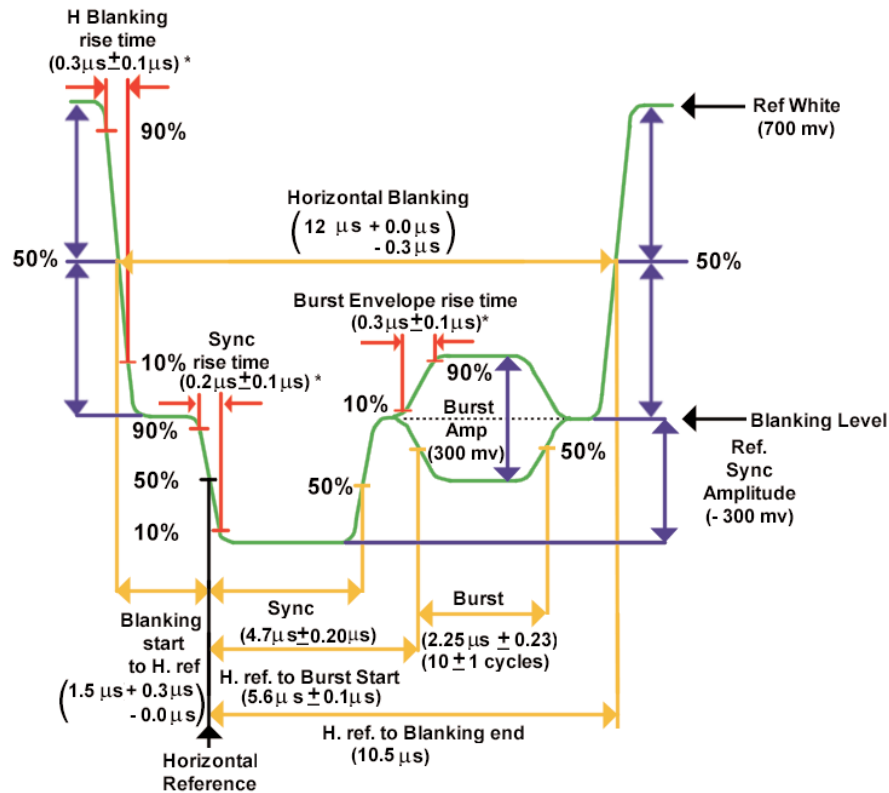 H Blanking
rise time
(0.3µs±0.1µs) *
90%
Ref White
(700 mv)
Horizontal Blanking
(12 µs + 0.0µs
- 0.3µs)
50%
50%
Burst Envelope rise time
(0.3µs±0.1µs)*
Sync
rise time
(0.2µs±0.1µs) *
10%
90%
10%
Burst
Amp
(300 mv)
Blanking Level
90%
50%
Ref.
Sync
Amplitude
(- 300 mv)
50%
50%
10%
Blanking
start
to H. ref
(1.5 µs + 0.3µs
- 0.0µs)
Sync
(4.7µs±0.20µs)
Burst
(2.25µs ± 0.23)
(10 ± 1 cycles)
H. ref. to Burst Start
(5.6µ s ± 0.1µs)
H. ref. to Blanking end
(10.5 µs)
Horizontal
Reference